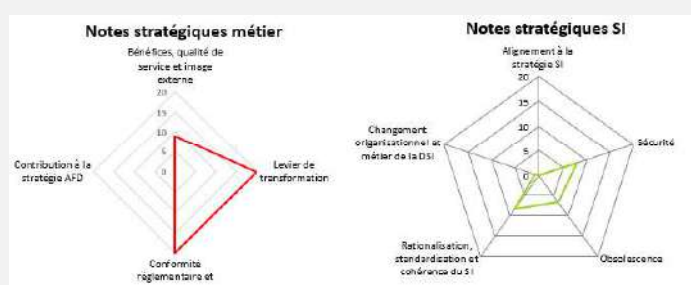 Notes stratégiques métier
Bénéfices, qualité de
service et image
externe
20
15
10
5
0
Contribution à la
stratégie AFD
Levier de
transformation
Conformité
réglementaire et
Notes stratégiques SI
Alignement à la
stratégie SI
20
15
10
5
0
Changement
organisationnel et
métier de la DSI
Sécurité
Rationalisation,
standardisation et
cohérence du SI
Obsolescence